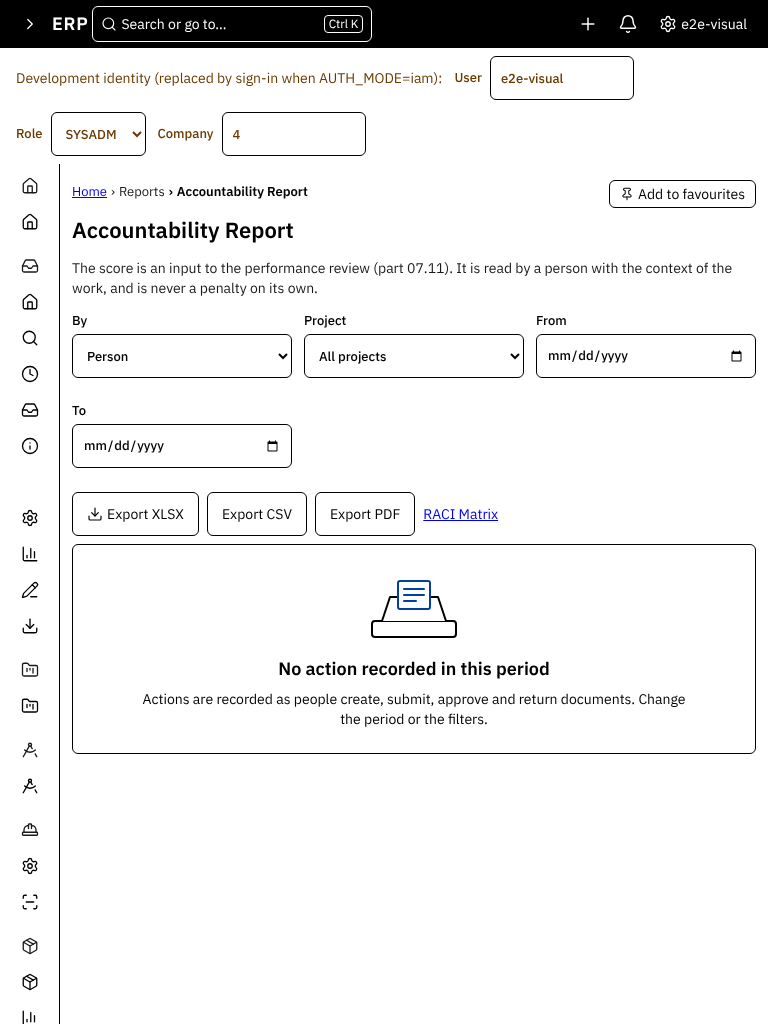 ERP
Search or go to...
Ctrl K
e2e-visual
Development identity (replaced by sign-in when AUTH_MODE=iam):
User
e2e-visual
Role
SYSADM
Company
4
Home › Reports › Accountability Report
Add to favourites
Accountability Report
The score is an input to the performance review (part 07.11). It is read by a person with the context of the
work, and is never a penalty on its own.
By
Project
From
Person
All projects
mm/dd/yyyy
To
mm/dd/yyyy
Export XLSX
Export CSV
Export PDF
RACI Matrix
No action recorded in this period
Actions are recorded as people create, submit, approve and return documents. Change
the period or the filters.